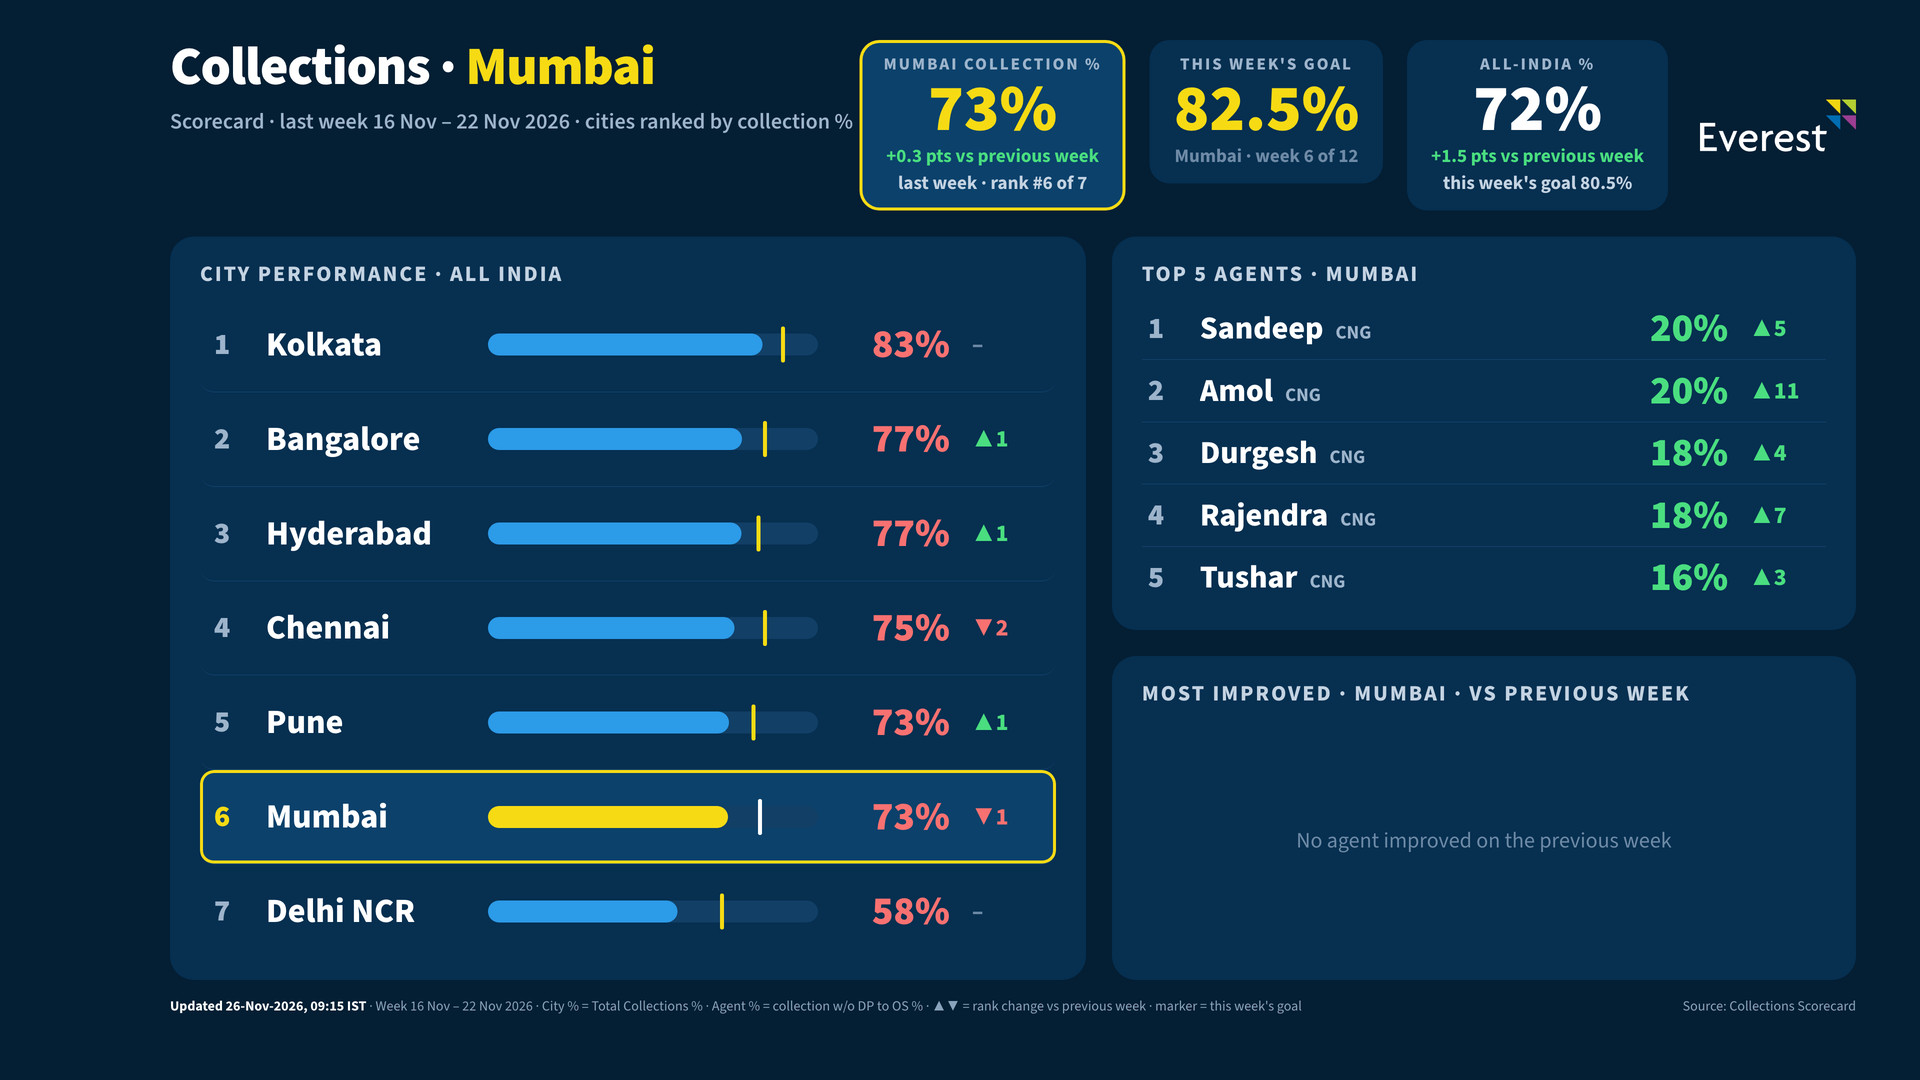 Collections · Mumbai
Scorecard · last week 16 Nov – 22 Nov 2026 · cities ranked by collection %
MUMBAI COLLECTION %
73%
+0.3 pts vs previous week
last week · rank #6 of 7
THIS WEEK'S GOAL
82.5%
Mumbai · week 6 of 12
ALL-INDIA %
72%
+1.5 pts vs previous week
this week's goal 80.5%
Everest
CITY PERFORMANCE · ALL INDIA
1 Kolkata 83% –
2 Bangalore 77% ▲1
3 Hyderabad 77% ▲1
4 Chennai 75% ▼2
5 Pune 73% ▲1
6 Mumbai 73% ▼1
7 Delhi NCR 58% –
TOP 5 AGENTS · MUMBAI
1 Sandeep CNG 20% ▲5
2 Amol CNG 20% ▲11
3 Durgesh CNG 18% ▲4
4 Rajendra CNG 18% ▲7
5 Tushar CNG 16% ▲3
MOST IMPROVED · MUMBAI · VS PREVIOUS WEEK
No agent improved on the previous week
Updated 26-Nov-2026, 09:15 IST · Week 16 Nov – 22 Nov 2026 · City % = Total Collections % · Agent % = collection w/o DP to OS % · ▲▼ = rank change vs previous week · marker = this week's goal
Source: Collections Scorecard